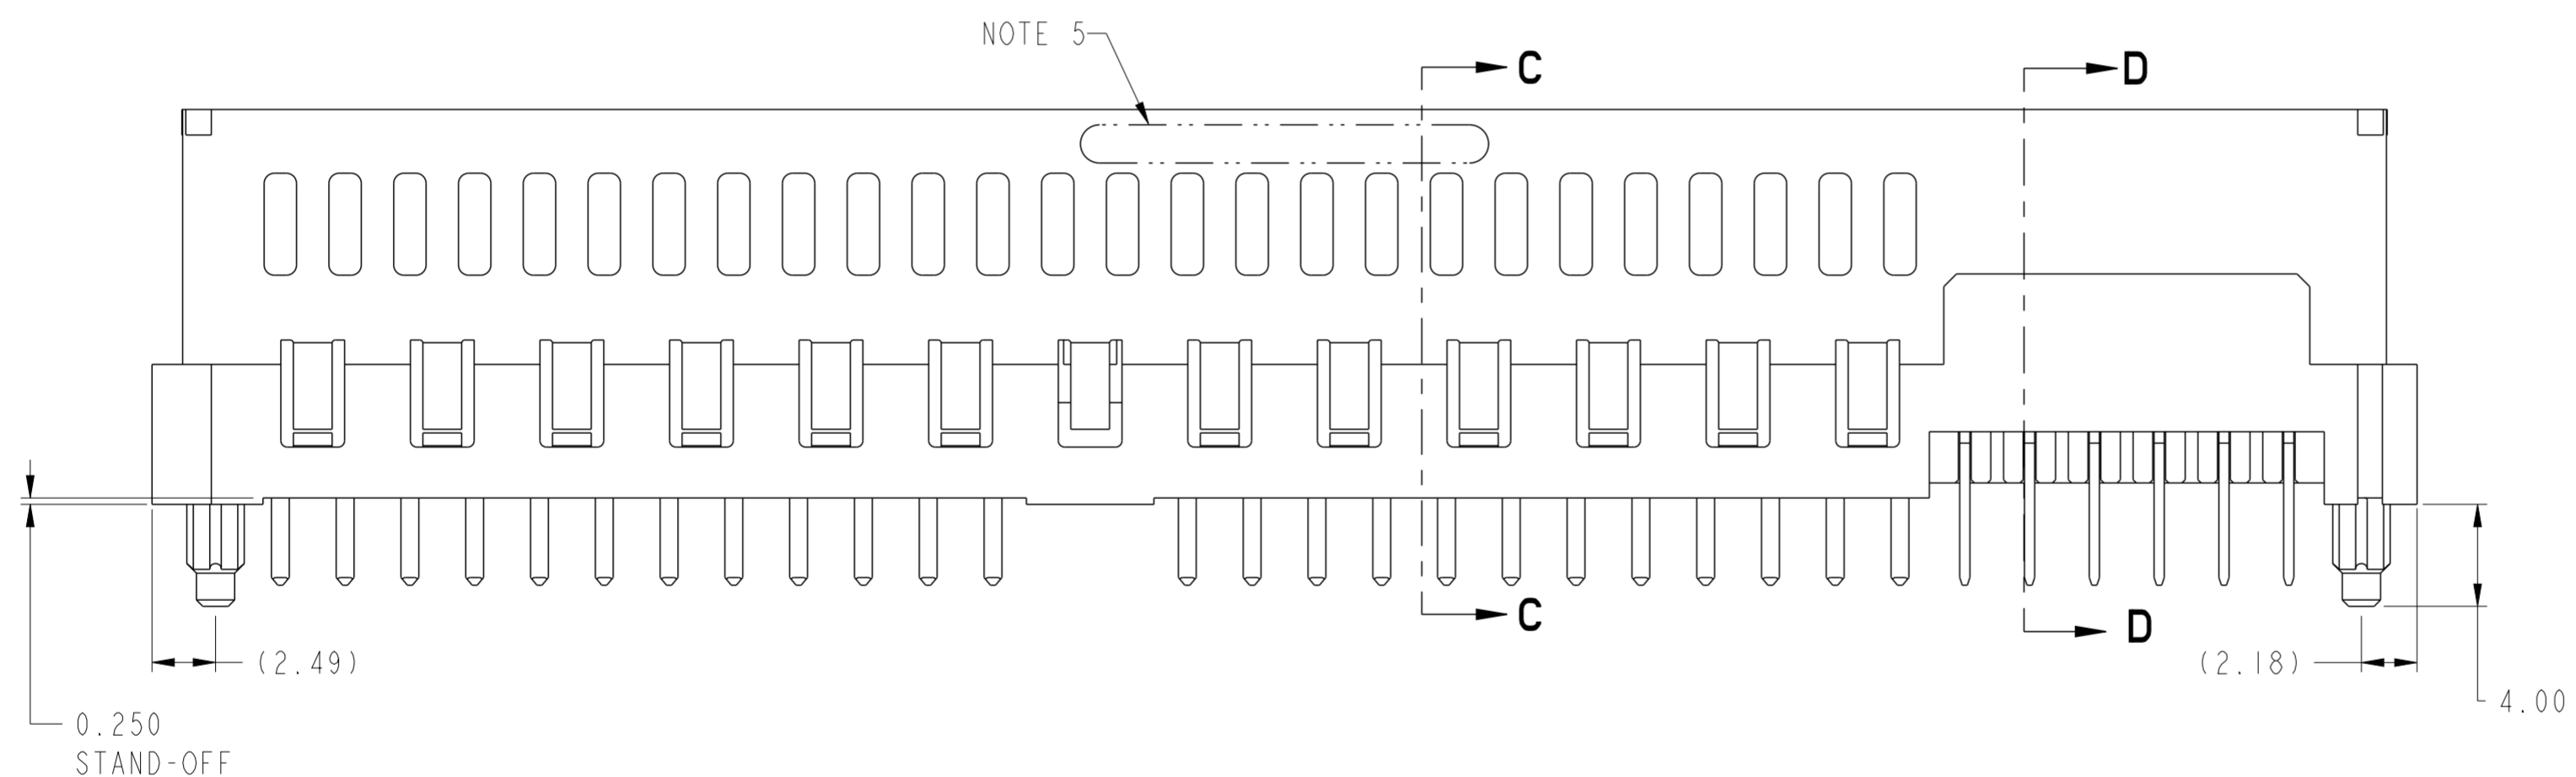 NOTE 5
C
D
C
D
(2.49)
(2.18)
4.00
0.250
STAND-OFF